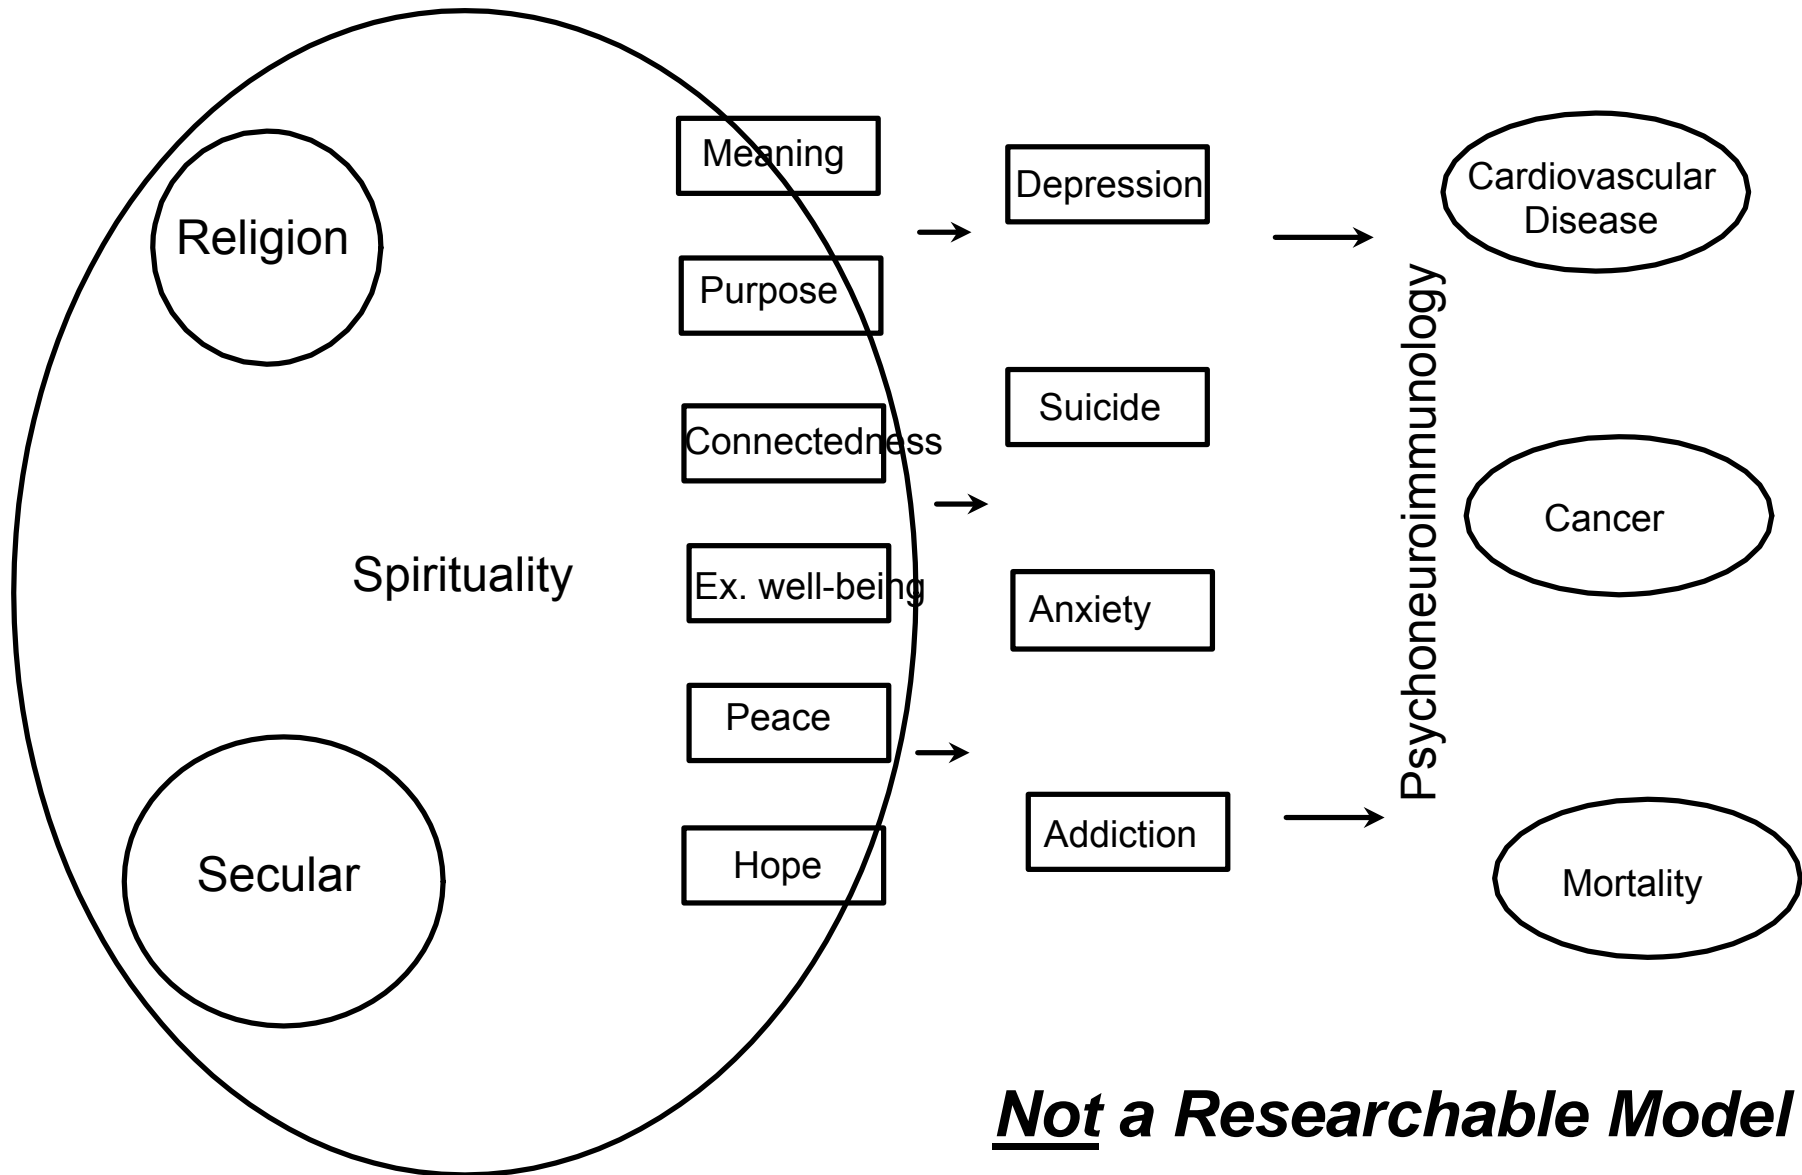 Religion
Spirituality
Secular
Meaning
Purpose
Connectedness
Ex. well-being
Peace
Hope
Depression
Suicide
Anxiety
Addiction
Psychoneuroimmunology
Cardiovascular
Disease
Cancer
Mortality
Not a Researchable Model